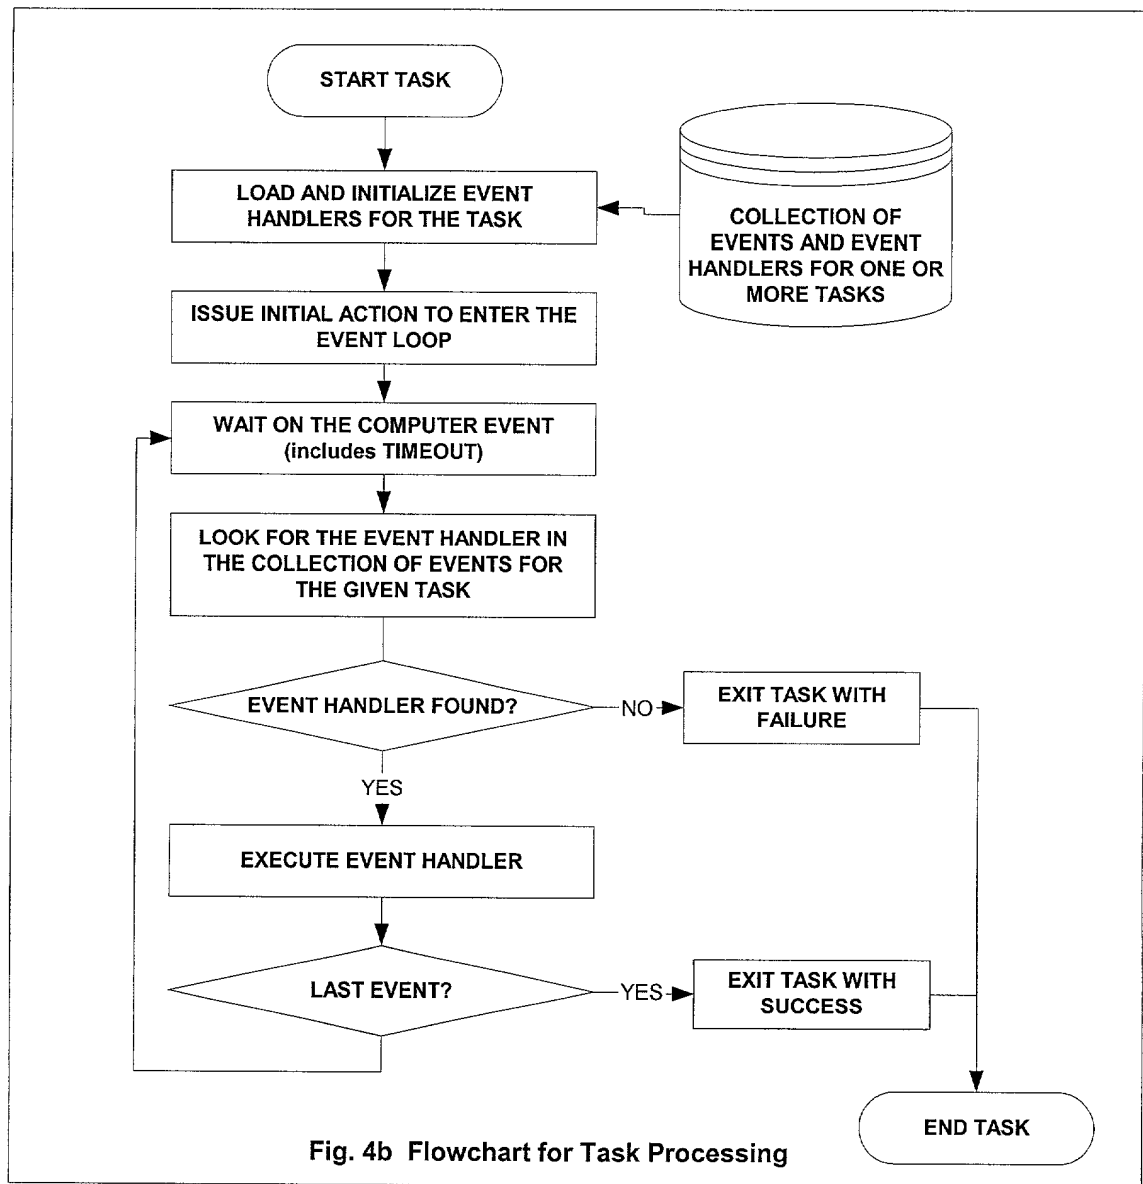 START TASK
LOAD AND INITIALIZE EVENT
HANDLERS FOR THE TASK
COLLECTION OF
EVENTS AND EVENT
HANDLERS FOR ONE OR
MORE TASKS
ISSUE INITIAL ACTION TO ENTER THE
EVENT LOOP
WAIT ON THE COMPUTER EVENT
(includes TIMEOUT)
LOOK FOR THE EVENT HANDLER IN
THE COLLECTION OF EVENTS FOR
THE GIVEN TASK
EVENT HANDLER FOUND?
NO
EXIT TASK WITH
FAILURE
YES
EXECUTE EVENT HANDLER
LAST EVENT?
YES
EXIT TASK WITH
SUCCESS
END TASK
Fig. 4b Flowchart for Task Processing